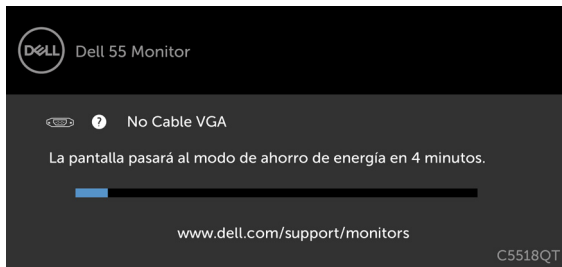 DELL Dell 55 Monitor
? No Cable VGA
La pantalla pasará al modo de ahorro de energía en 4 minutos.
www.dell.com/support/monitors
C5518QT